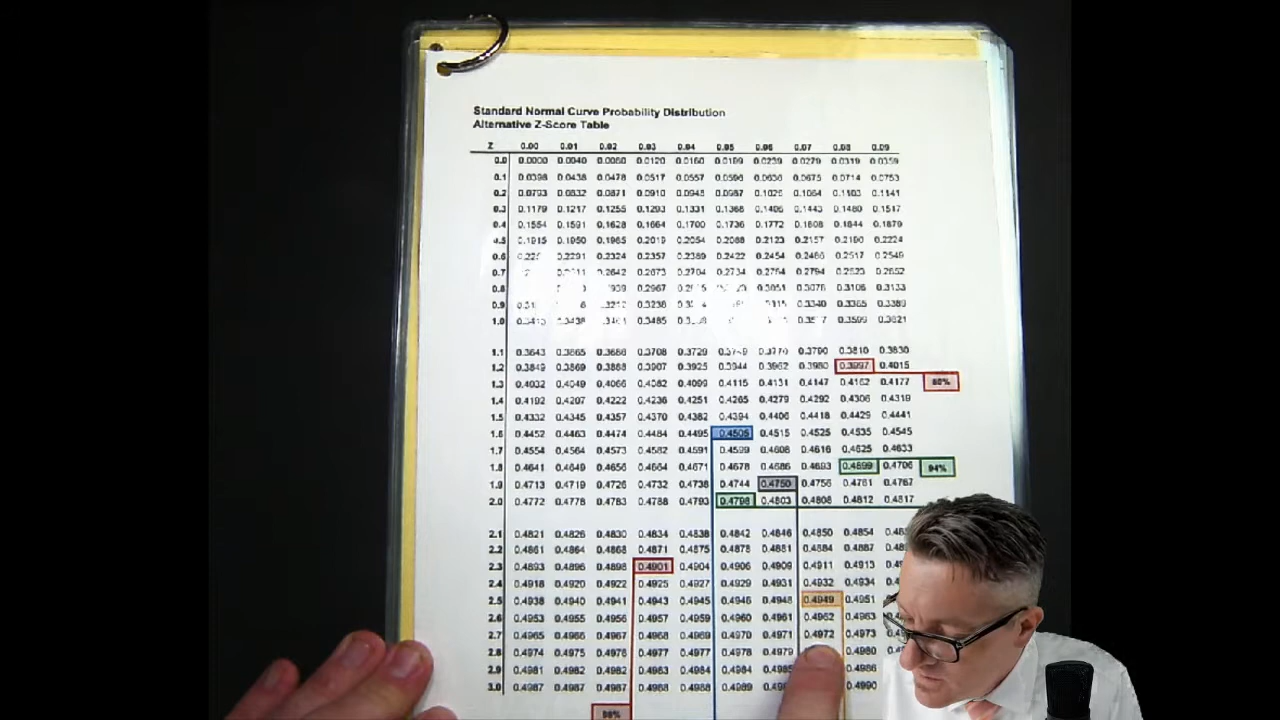 Standard Normal Curve Probability Distribution
Alternative Z-Score Table
Z 0.00 0.01 0.02 0.03 0.04 0.05 0.06 0.07 0.08 0.09
0.0 0.0000 0.0040 0.0080 0.0120 0.0160 0.0199 0.0239 0.0279 0.0319 0.0359
0.1 0.0398 0.0438 0.0478 0.0517 0.0557 0.0596 0.0636 0.0675 0.0714 0.0753
0.2 0.0793 0.0832 0.0871 0.0910 0.0948 0.0987 0.1026 0.1064 0.1103 0.1141
0.3 0.1179 0.1217 0.1255 0.1293 0.1331 0.1368 0.1406 0.1443 0.1480 0.1517
0.4 0.1554 0.1591 0.1628 0.1664 0.1700 0.1736 0.1772 0.1808 0.1844 0.1879
0.1915 0.1950 0.1985 0.2019 0.2054 0.2088 0.2123 0.2157 0.2190 0.2224
0.6 0.2291 0.2324 0.2357 0.2389 0.2422 0.2454 0.2486 0.2517 0.2549
0.7 0.2642 0.2673 0.2704 0.2734 0.2764 0.2794 0.2823 0.2852
0.8 0.2967 0.3051 0.3078 0.3106 0.3133
0.9 0.3238 0.3340 0.3365 0.3389
1.0 0.3485 0.3599 0.3621
1.1 0.3643 0.3665 0.3686 0.3708 0.3729 0.3770 0.3790 0.3810 0.3830
1.2 0.3849 0.3869 0.3888 0.3907 0.3925 0.3944 0.3962 0.3980 0.3997 0.4015
1.3 0.4032 0.4049 0.4066 0.4082 0.4099 0.4115 0.4131 0.4147 0.4162 0.4177 80%
1.4 0.4192 0.4207 0.4222 0.4236 0.4251 0.4265 0.4279 0.4292 0.4306 0.4319
1.5 0.4332 0.4345 0.4357 0.4370 0.4382 0.4394 0.4406 0.4418 0.4429 0.4441
1.6 0.4452 0.4463 0.4474 0.4484 0.4495 0.4505 0.4515 0.4525 0.4535 0.4545
1.7 0.4554 0.4564 0.4573 0.4582 0.4591 0.4599 0.4608 0.4616 0.4625 0.4633
1.8 0.4641 0.4649 0.4656 0.4664 0.4671 0.4678 0.4686 0.4693 0.4699 0.4706 94%
1.9 0.4713 0.4719 0.4726 0.4732 0.4738 0.4744 0.4750 0.4756 0.4761 0.4767
2.0 0.4772 0.4778 0.4783 0.4788 0.4793 0.4798 0.4803 0.4808 0.4812 0.4817
2.1 0.4821 0.4826 0.4830 0.4834 0.4838 0.4842 0.4846 0.4850 0.4854
2.2 0.4861 0.4864 0.4868 0.4871 0.4875 0.4878 0.4881 0.4884 0.4887
2.3 0.4893 0.4896 0.4898 0.4901 0.4904 0.4906 0.4909 0.4911 0.4913
2.4 0.4918 0.4920 0.4922 0.4925 0.4927 0.4929 0.4931 0.4932 0.4934
2.5 0.4938 0.4940 0.4941 0.4943 0.4945 0.4946 0.4948 0.4949 0.4951
2.6 0.4953 0.4955 0.4956 0.4957 0.4959 0.4960 0.4961 0.4962 0.4963
2.7 0.4965 0.4966 0.4967 0.4968 0.4969 0.4970 0.4971 0.4972 0.4973
2.8 0.4974 0.4975 0.4976 0.4977 0.4977 0.4978 0.4979 0.4980
2.9 0.4981 0.4982 0.4982 0.4983 0.4984 0.4984 0.4985 0.4986
3.0 0.4987 0.4987 0.4987 0.4988 0.4988 0.4989 0.4990
98%